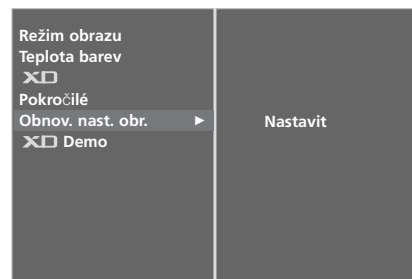 Režim obrazu
Teplota barev
XD
Pokročilé
Obnov. nast. obr. ►
Nastavit
XD Demo